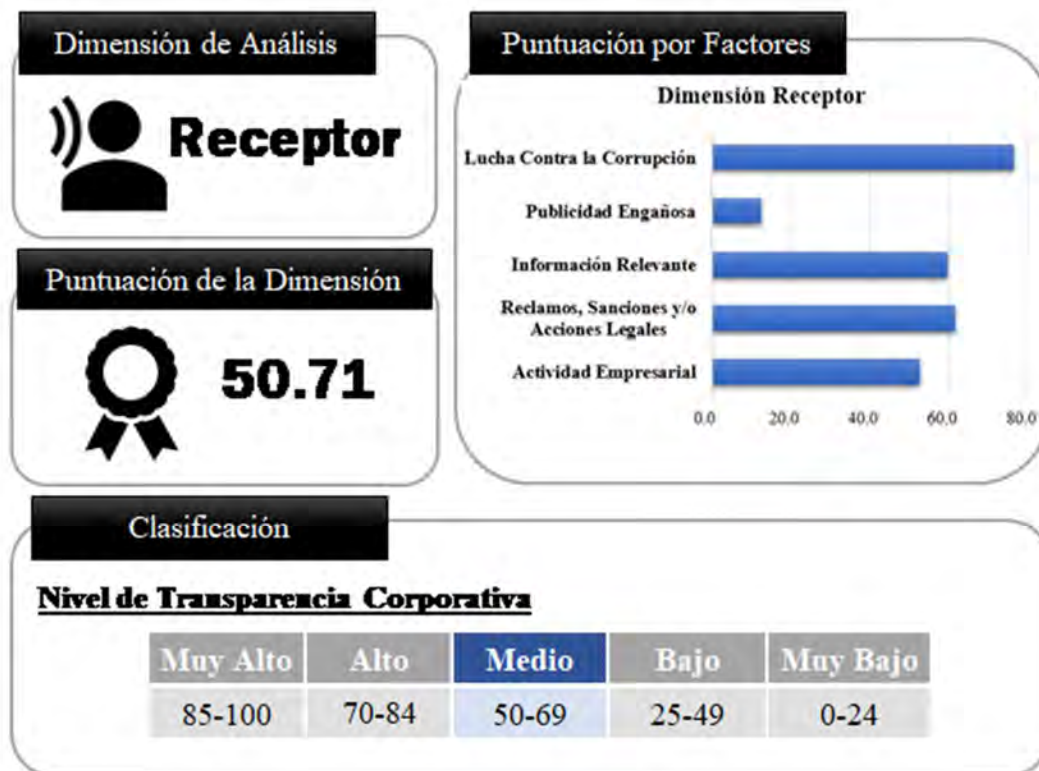 Dimensión de Análisis
Receptor
Puntuación de la Dimensión
50.71
Puntuación por Factores
Dimensión Receptor
Lucha Contra la Corrupción
Publicidad Engañosa
Información Relevante
Reclamos, Sanciones y/o
Acciones Legales
Actividad Empresarial
0.0 20.0 40.0 60.0 80.0
Clasificación
Nivel de Transparencia Corporativa
Muy Alto Alto Medio Bajo Muy Bajo
85-100 70-84 50-69 25-49 0-24